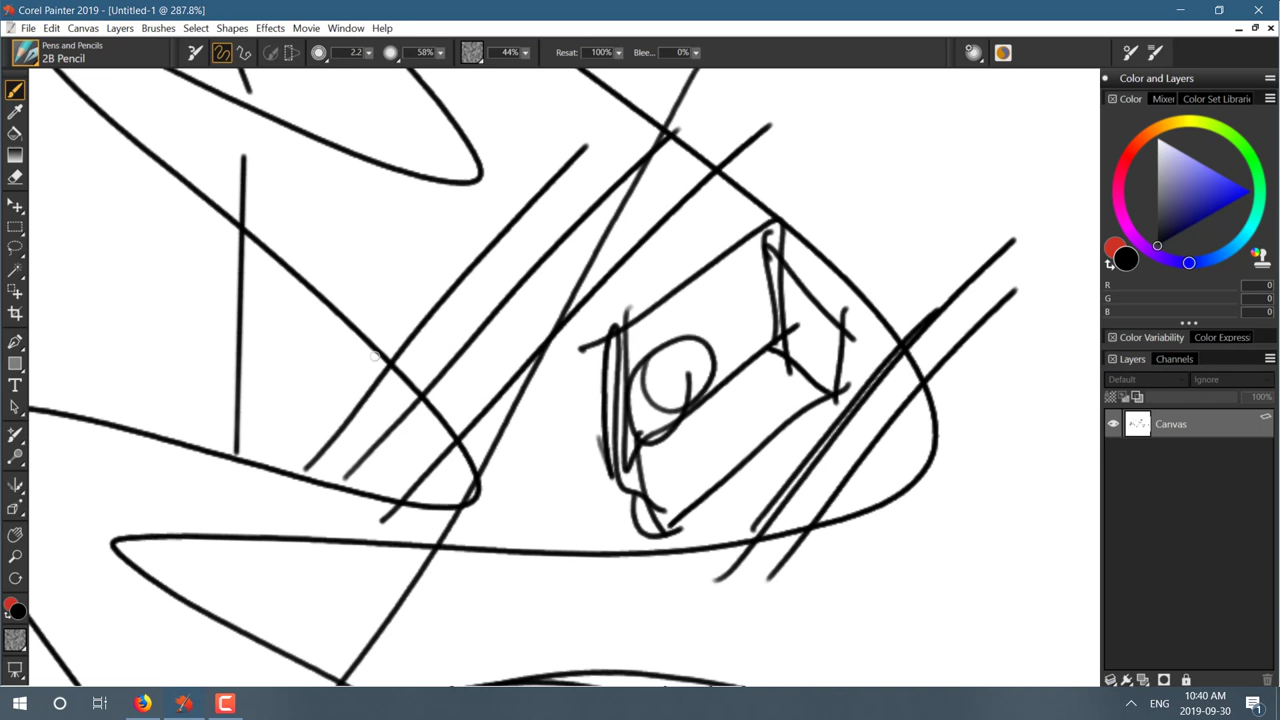 Corel Painter 2019 - [Untitled-1] @ 287.8%
File Edit Canvas Layers Brushes Select Shapes Effects Movie Window Help
Pens and Pencils
2B Pencil
2.2
58%
44%
Resat: 100%
Blee... 0%
Color and Layers
Color Mixer Color Set Librari
R 0
G 0
B 0
Color Variability Color Express
Layers Channels
Default Ignore
100%
Canvas
ENG
10:40 AM
2019-09-30
1